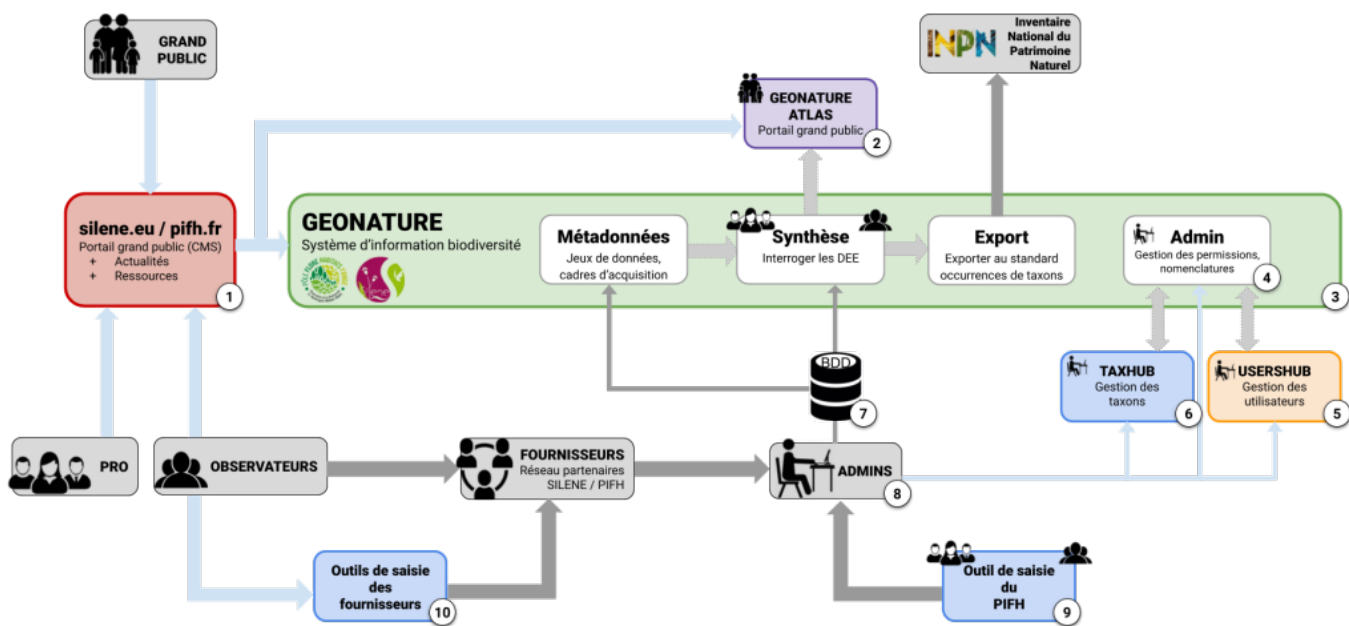 GRAND
PUBLIC
INPN
Inventaire
National du
Patrimoine
Naturel
GEONATURE
ATLAS
Portail grand public
2
silene.eu / pifh.fr
Portail grand public (CMS)
+ Actualités
+ Ressources
1
GEONATURE
Système d'information biodiversité
Métadonnées
Jeux de données,
cadres d'acquisition
Synthèse
Interroger les DEE
Export
Exporter au standard
occurrences de taxons
Admin
Gestion des permissions,
nomenclatures
4
3
BDD
7
TAXHUB
Gestion des
taxons
6
USERSHUB
Gestion des
utilisateurs
5
PRO
OBSERVATEURS
FOURNISSEURS
Réseau partenaires
SILENE / PIFH
ADMINS
8
Outils de saisie
des
fournisseurs
10
Outil de saisie
du
PIFH
9